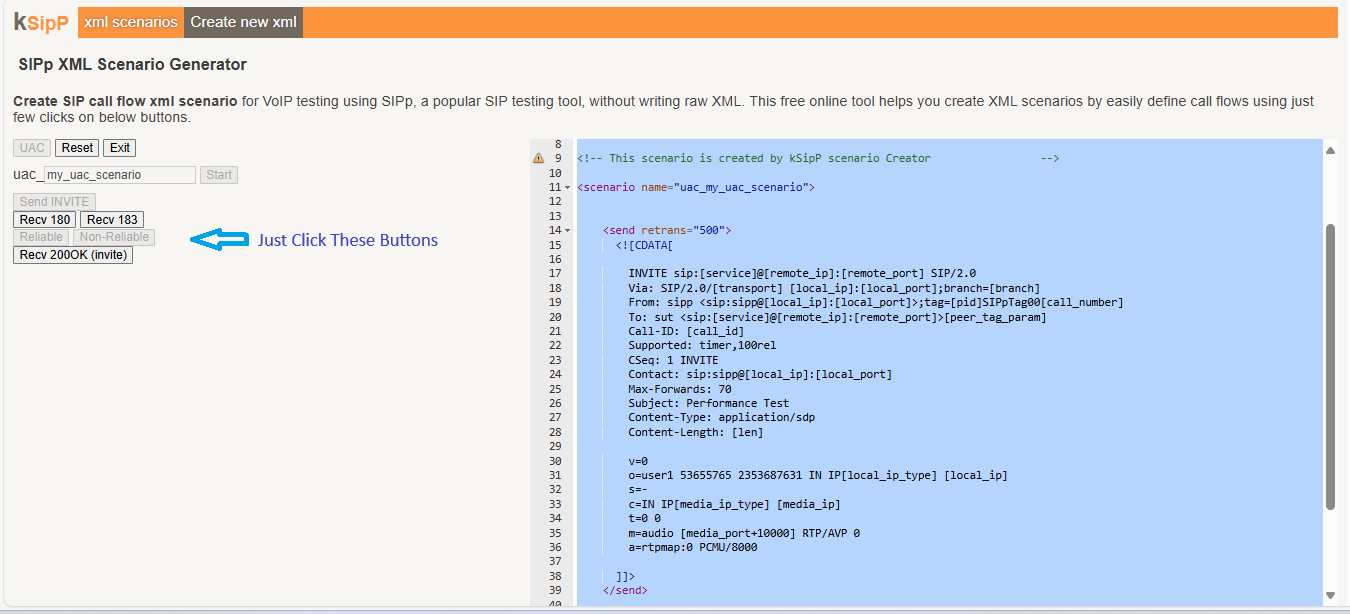 kSipP xml scenarios Create new xml
SIPp XML Scenario Generator
Create SIP call flow xml scenario for VoIP testing using SIPp, a popular SIP testing tool, without writing raw XML. This free online tool helps you create XML scenarios by easily define call flows using just
few clicks on below buttons.
UAC Reset Exit
uac_ my_uac_scenario Start
Send INVITE
Recv 180 Recv 183
Reliable Non-Reliable
Recv 200OK (invite)
Just Click These Buttons
8
9 <!-- This scenario is created by kSipP scenario Creator -->
10
11 <scenario name="uac_my_uac_scenario">
12
13
14 <send retrans="500">
15 <![CDATA[
16
17 INVITE sip:[service]@[remote_ip]:[remote_port] SIP/2.0
18 Via: SIP/2.0/[transport] [local_ip]:[local_port];branch=[branch]
19 From: sipp <sip:sipp@[local_ip]:[local_port]>;tag=[pid]SIPpTag00[call_number]
20 To: sut <sip:[service]@[remote_ip]:[remote_port]>[peer_tag_param]
21 Call-ID: [call_id]
22 Supported: timer,100rel
23 CSeq: 1 INVITE
24 Contact: sip:sipp@[local_ip]:[local_port]
25 Max-Forwards: 70
26 Subject: Performance Test
27 Content-Type: application/sdp
28 Content-Length: [len]
29
30 v=0
31 o=user1 53655765 2353687631 IN IP[local_ip_type] [local_ip]
32 s=-
33 c=IN IP[media_ip_type] [media_ip]
34 t=0 0
35 m=audio [media_port+10000] RTP/AVP 0
36 a=rtpmap:0 PCMU/8000
37
38 ]]>
39 </send>
40